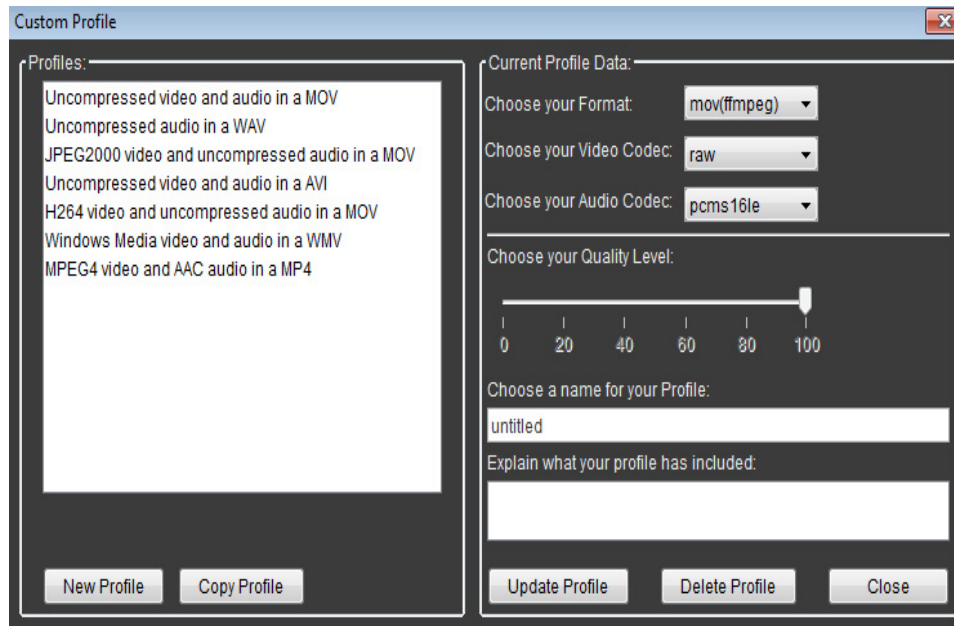 Custom Profile
Profiles:
Uncompressed video and audio in a MOV
Uncompressed audio in a WAV
JPEG2000 video and uncompressed audio in a MOV
Uncompressed video and audio in a AVI
H264 video and uncompressed audio in a MOV
Windows Media video and audio in a WMV
MPEG4 video and AAC audio in a MP4
New Profile
Copy Profile
Current Profile Data:
Choose your Format: mov(ffmpeg)
Choose your Video Codec: raw
Choose your Audio Codec: pcms16le
Choose your Quality Level:
0 20 40 60 80 100
Choose a name for your Profile:
untitled
Explain what your profile has included:
Update Profile
Delete Profile
Close